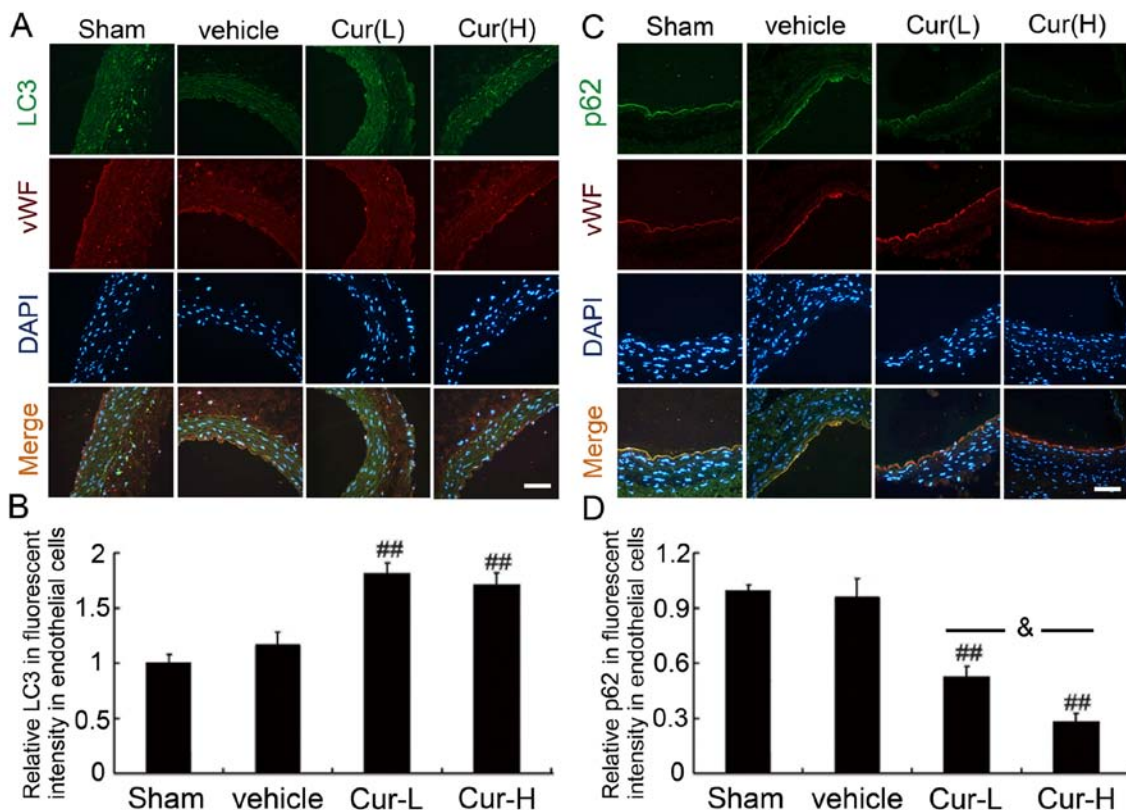 A
Sham vehicle Cur(L) Cur(H)
LC3
vWF
DAPI
Merge
B
Relative LC3 in fluorescent
intensity in endothelial cells
2
1.5
1
0.5
0
## ##
Sham vehicle Cur-L Cur-H
C
Sham vehicle Cur(L) Cur(H)
p62
vWF
DAPI
Merge
D
Relative p62 in fluorescent
intensity in endothelial cells
1.2
0.9
0.6
0.3
0
&
##
##
Sham vehicle Cur-L Cur-H